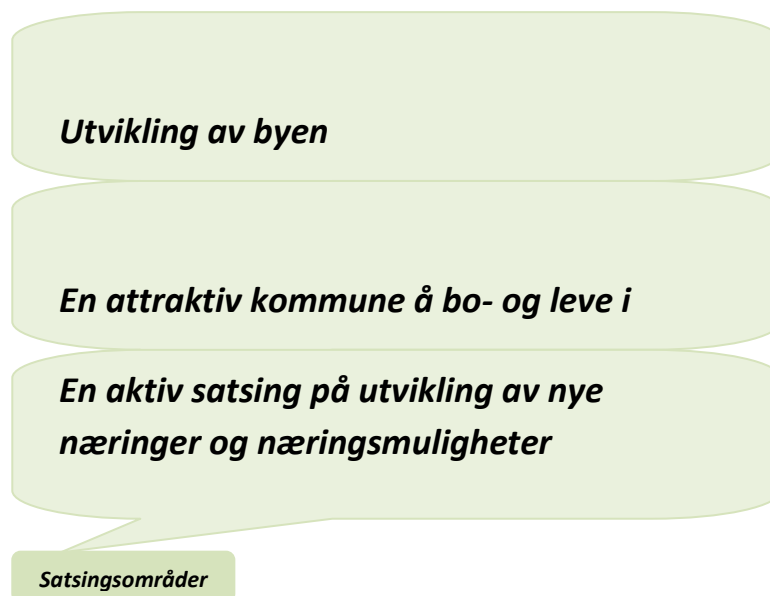 Utvikling av byen
En attraktiv kommune å bo- og leve i
En aktiv satsing på utvikling av nye
næringer og næringsmuligheter
Satsingsområder